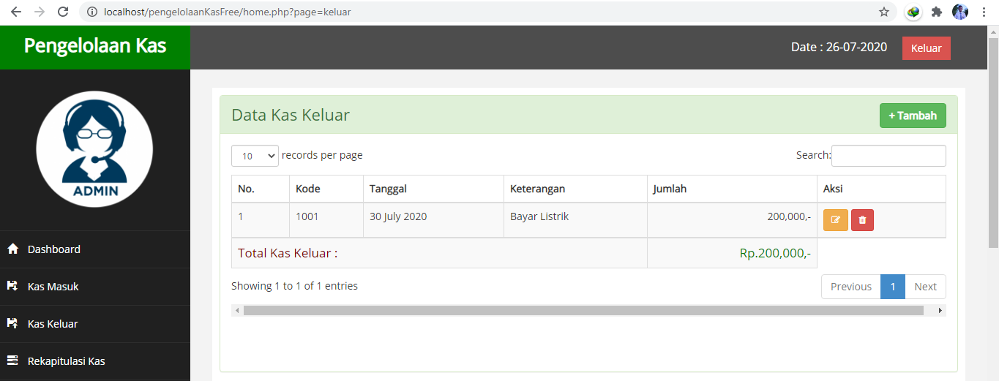 localhost/pengelolaanKasFree/home.php?page=keluar
Pengelolaan Kas
Date : 26-07-2020 Keluar
ADMIN
Dashboard
Kas Masuk
Kas Keluar
Rekapitulasi Kas
Data Kas Keluar + Tambah
10 records per page Search:
No. Kode Tanggal Keterangan Jumlah Aksi
1 1001 30 July 2020 Bayar Listrik 200,000,-
Total Kas Keluar : Rp.200,000,-
Showing 1 to 1 of 1 entries Previous 1 Next